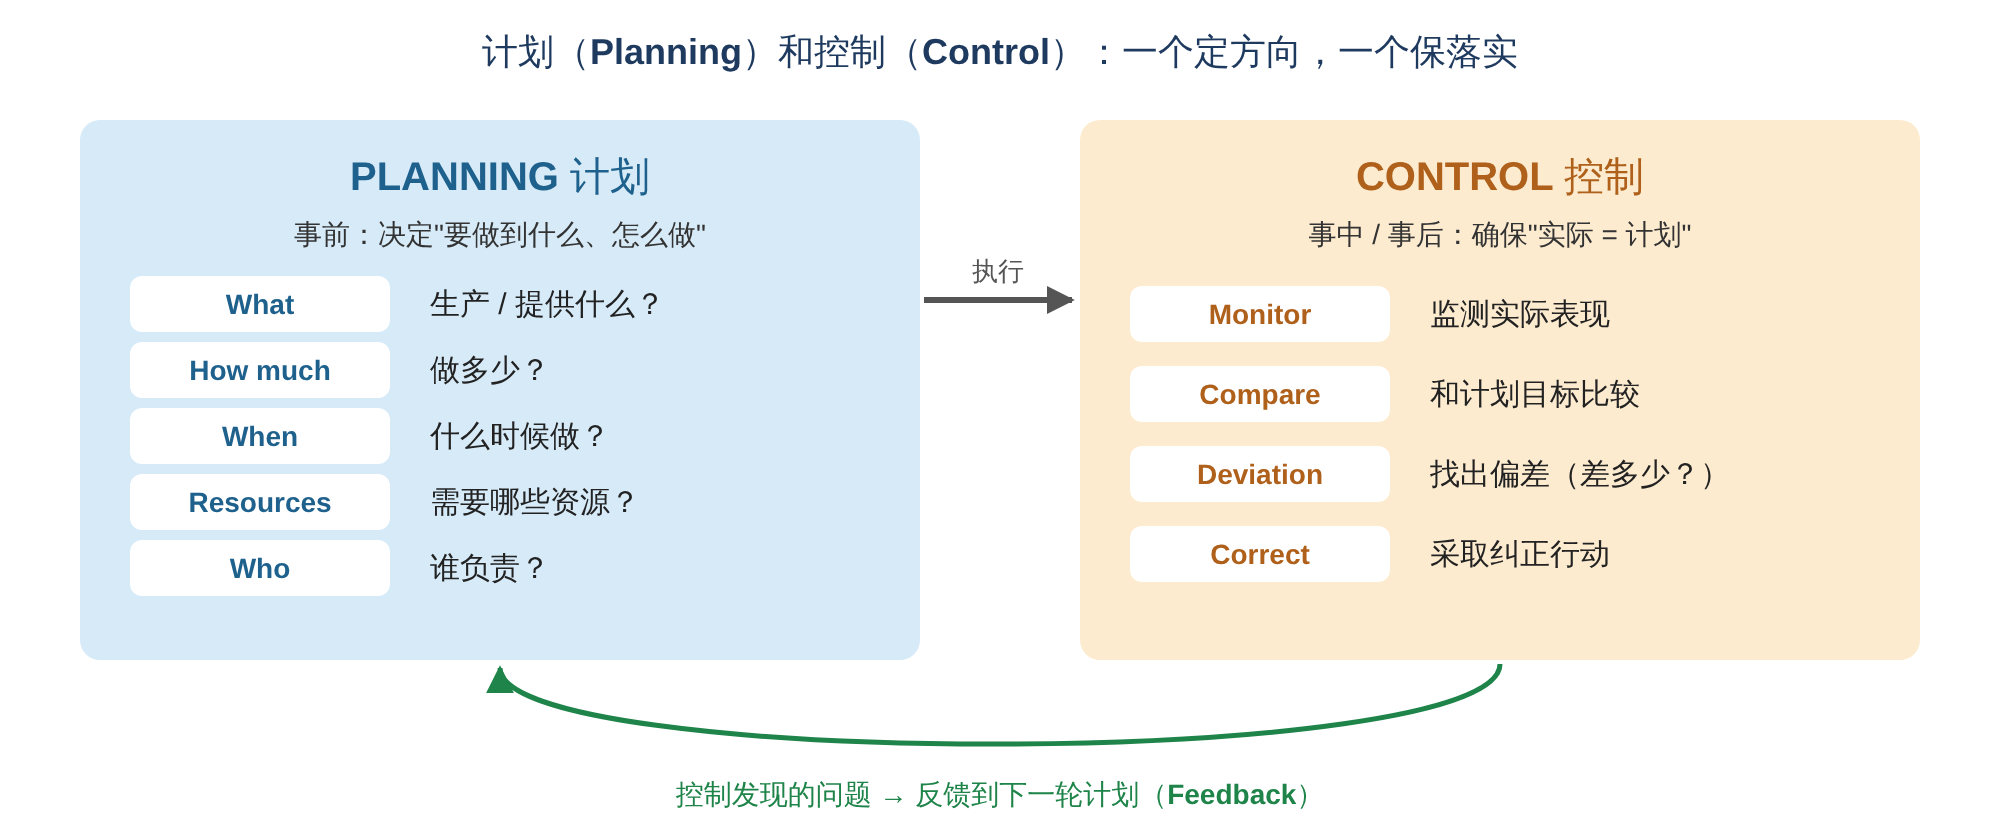 计划（Planning）和控制（Control）：一个定方向，一个保落实
PLANNING 计划
事前：决定"要做到什么、怎么做"
What 生产 / 提供什么？
How much 做多少？
When 什么时候做？
Resources 需要哪些资源？
Who 谁负责？
执行
CONTROL 控制
事中 / 事后：确保"实际 = 计划"
Monitor 监测实际表现
Compare 和计划目标比较
Deviation 找出偏差（差多少？）
Correct 采取纠正行动
控制发现的问题 → 反馈到下一轮计划（Feedback）